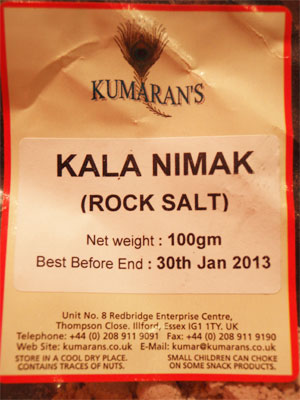 KUMARAN'S
KALA NIMAK
(ROCK SALT)
Net weight : 100gm
Best Before End : 30th Jan 2013
Unit No. 8 Redbridge Enterprise Centre,
Thompson Close. Illford, Essex IG1 1TY. UK
Telephone: +44 (0) 208 911 9091 Fax: +44 (0) 208 911 9190
Web Site: kumarans.co.uk E-Mail: kumar@kumarans.co.uk
STORE IN A COOL DRY PLACE. SMALL CHILDREN CAN CHOKE
CONTAINS TRACES OF NUTS. ON SOME SNACK PRODUCTS.